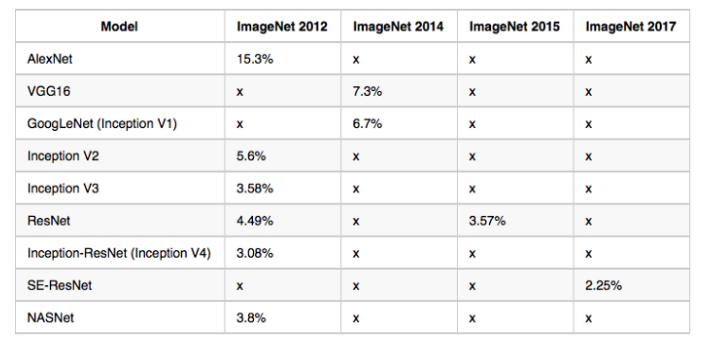 Model ImageNet 2012 ImageNet 2014 ImageNet 2015 ImageNet 2017
AlexNet 15.3% x x x
VGG16 x 7.3% x x
GoogLeNet (Inception V1) x 6.7% x x
Inception V2 5.6% x x x
Inception V3 3.58% x x x
ResNet 4.49% x 3.57% x
Inception-ResNet (Inception V4) 3.08% x x x
SE-ResNet x x x 2.25%
NASNet 3.8% x x x